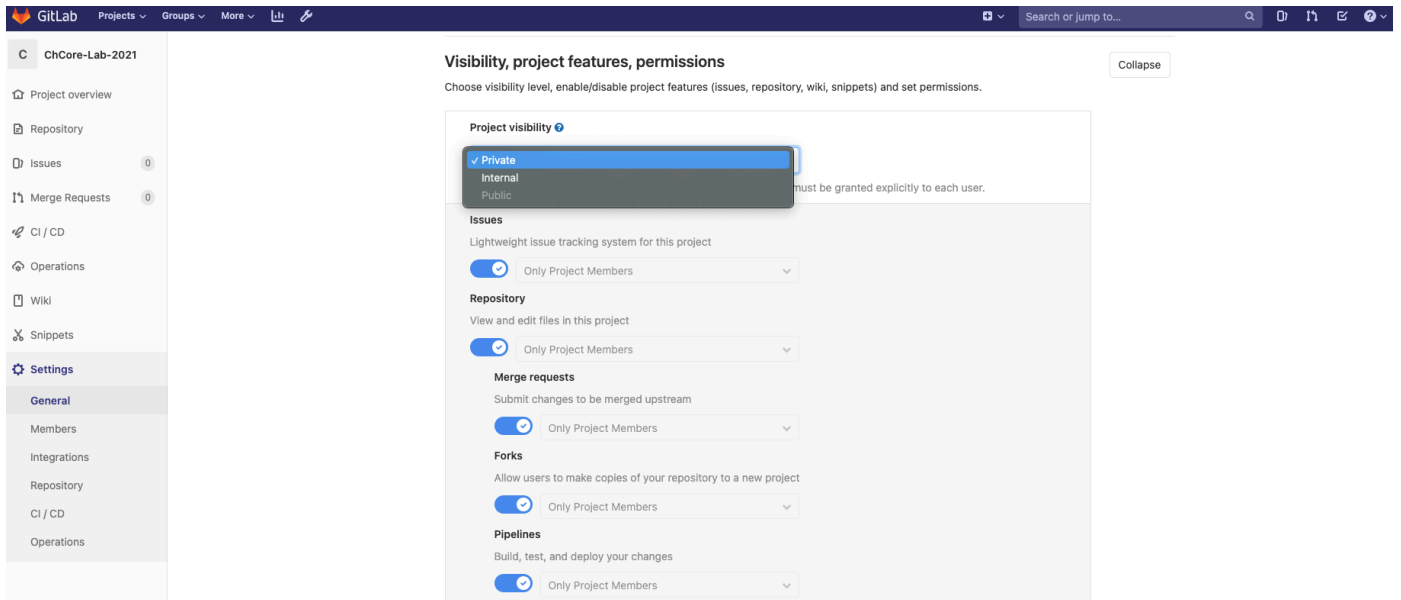 GitLab Projects Groups More Search or jump to...
C ChCore-Lab-2021
Project overview
Repository
Issues 0
Merge Requests 0
CI / CD
Operations
Wiki
Snippets
Settings
General
Members
Integrations
Repository
CI / CD
Operations
Visibility, project features, permissions
Collapse
Choose visibility level, enable/disable project features (issues, repository, wiki, snippets) and set permissions.
Project visibility
✓ Private
Internal
Public
must be granted explicitly to each user.
Issues
Lightweight issue tracking system for this project
Only Project Members
Repository
View and edit files in this project
Only Project Members
Merge requests
Submit changes to be merged upstream
Only Project Members
Forks
Allow users to make copies of your repository to a new project
Only Project Members
Pipelines
Build, test, and deploy your changes
Only Project Members